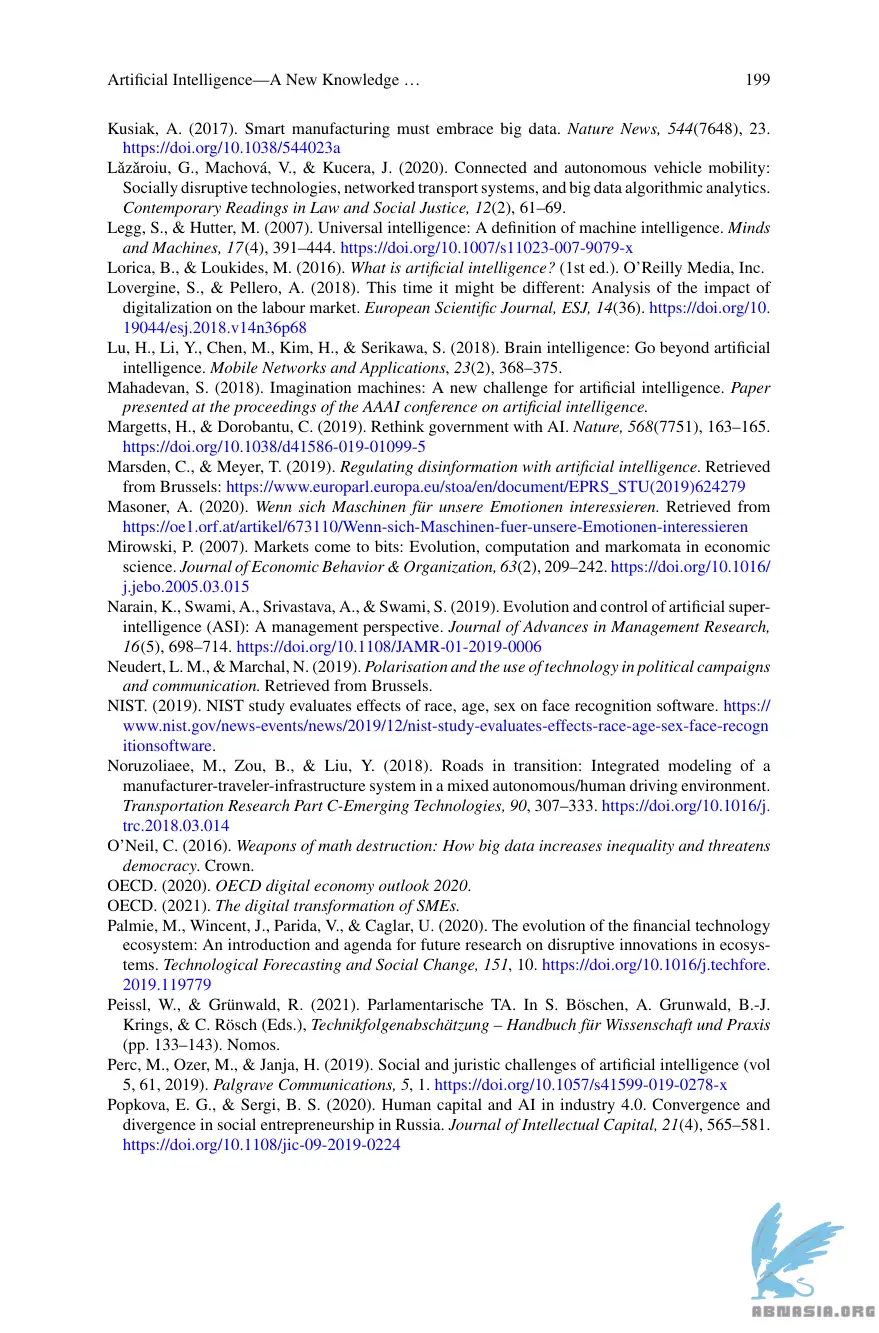 Artificial Intelligence—A New Knowledge … 199
Kusiak, A. (2017). Smart manufacturing must embrace big data. Nature News, 544(7648), 23.
https://doi.org/10.1038/544023a
Lăzăroiu, G., Machová, V., & Kucera, J. (2020). Connected and autonomous vehicle mobility:
Socially disruptive technologies, networked transport systems, and big data algorithmic analytics.
Contemporary Readings in Law and Social Justice, 12(2), 61–69.
Legg, S., & Hutter, M. (2007). Universal intelligence: A definition of machine intelligence. Minds
and Machines, 17(4), 391–444. https://doi.org/10.1007/s11023-007-9079-x
Lorica, B., & Loukides, M. (2016). What is artificial intelligence? (1st ed.). O’Reilly Media, Inc.
Lovergine, S., & Pellero, A. (2018). This time it might be different: Analysis of the impact of
digitalization on the labour market. European Scientific Journal, ESJ, 14(36). https://doi.org/10.
19044/esj.2018.v14n36p68
Lu, H., Li, Y., Chen, M., Kim, H., & Serikawa, S. (2018). Brain intelligence: Go beyond artificial
intelligence. Mobile Networks and Applications, 23(2), 368–375.
Mahadevan, S. (2018). Imagination machines: A new challenge for artificial intelligence. Paper
presented at the proceedings of the AAAI conference on artificial intelligence.
Margetts, H., & Dorobantu, C. (2019). Rethink government with AI. Nature, 568(7751), 163–165.
https://doi.org/10.1038/d41586-019-01099-5
Marsden, C., & Meyer, T. (2019). Regulating disinformation with artificial intelligence. Retrieved
from Brussels: https://www.europarl.europa.eu/stoa/en/document/EPRS_STU(2019)624279
Masoner, A. (2020). Wenn sich Maschinen für unsere Emotionen interessieren. Retrieved from
https://oe1.orf.at/artikel/673110/Wenn-sich-Maschinen-fuer-unsere-Emotionen-interessieren
Mirowski, P. (2007). Markets come to bits: Evolution, computation and markomata in economic
science. Journal of Economic Behavior & Organization, 63(2), 209–242. https://doi.org/10.1016/
j.jebo.2005.03.015
Narain, K., Swami, A., Srivastava, A., & Swami, S. (2019). Evolution and control of artificial super-
intelligence (ASI): A management perspective. Journal of Advances in Management Research,
16(5), 698–714. https://doi.org/10.1108/JAMR-01-2019-0006
Neudert, L. M., & Marchal, N. (2019). Polarisation and the use of technology in political campaigns
and communication. Retrieved from Brussels.
NIST. (2019). NIST study evaluates effects of race, age, sex on face recognition software. https://
www.nist.gov/news-events/news/2019/12/nist-study-evaluates-effects-race-age-sex-face-recogn
itionsoftware.
Noruzoliaee, M., Zou, B., & Liu, Y. (2018). Roads in transition: Integrated modeling of a
manufacturer-traveler-infrastructure system in a mixed autonomous/human driving environment.
Transportation Research Part C-Emerging Technologies, 90, 307–333. https://doi.org/10.1016/j.
trc.2018.03.014
O’Neil, C. (2016). Weapons of math destruction: How big data increases inequality and threatens
democracy. Crown.
OECD. (2020). OECD digital economy outlook 2020.
OECD. (2021). The digital transformation of SMEs.
Palmie, M., Wincent, J., Parida, V., & Caglar, U. (2020). The evolution of the financial technology
ecosystem: An introduction and agenda for future research on disruptive innovations in ecosys-
tems. Technological Forecasting and Social Change, 151, 10. https://doi.org/10.1016/j.techfore.
2019.119779
Peissl, W., & Grünwald, R. (2021). Parlamentarische TA. In S. Böschen, A. Grunwald, B.-J.
Krings, & C. Rösch (Eds.), Technikfolgenabschätzung – Handbuch für Wissenschaft und Praxis
(pp. 133–143). Nomos.
Perc, M., Ozer, M., & Janja, H. (2019). Social and juristic challenges of artificial intelligence (vol
5, 61, 2019). Palgrave Communications, 5, 1. https://doi.org/10.1057/s41599-019-0278-x
Popkova, E. G., & Sergi, B. S. (2020). Human capital and AI in industry 4.0. Convergence and
divergence in social entrepreneurship in Russia. Journal of Intellectual Capital, 21(4), 565–581.
https://doi.org/10.1108/jic-09-2019-0224
ABNASIA.ORG